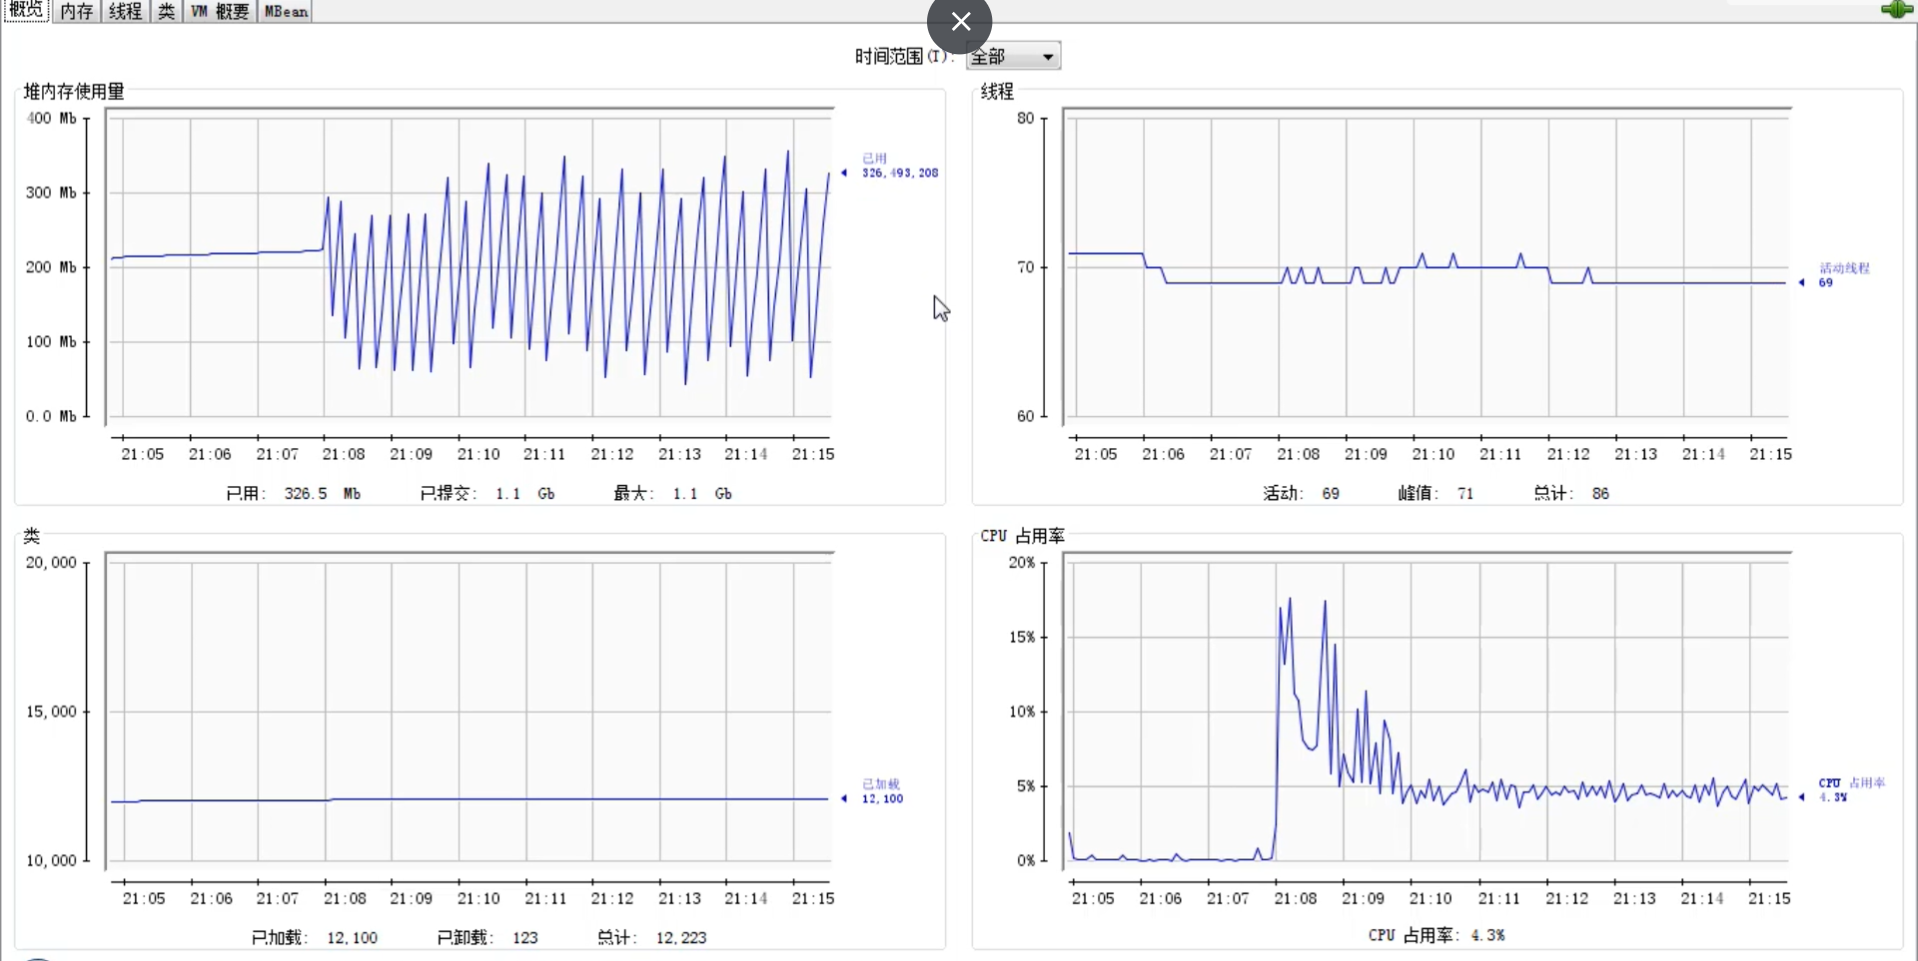 概览 内存 线程 类 VM 概要 MBean
时间范围(T): 全部
堆内存使用量
400 Mb
300 Mb
200 Mb
100 Mb
0.0 Mb
已用
326,493,208
21:05 21:06 21:07 21:08 21:09 21:10 21:11 21:12 21:13 21:14 21:15
已用: 326.5 Mb 已提交: 1.1 Gb 最大: 1.1 Gb
线程
80
70
60
活动线程
69
21:05 21:06 21:07 21:08 21:09 21:10 21:11 21:12 21:13 21:14 21:15
活动: 69 峰值: 71 总计: 86
类
20,000
15,000
10,000
已加载
12,100
21:05 21:06 21:07 21:08 21:09 21:10 21:11 21:12 21:13 21:14 21:15
已加载: 12,100 已卸载: 123 总计: 12,223
CPU 占用率
20%
15%
10%
5%
0%
CPU 占用率
4.3%
21:05 21:06 21:07 21:08 21:09 21:10 21:11 21:12 21:13 21:14 21:15
CPU 占用率: 4.3%